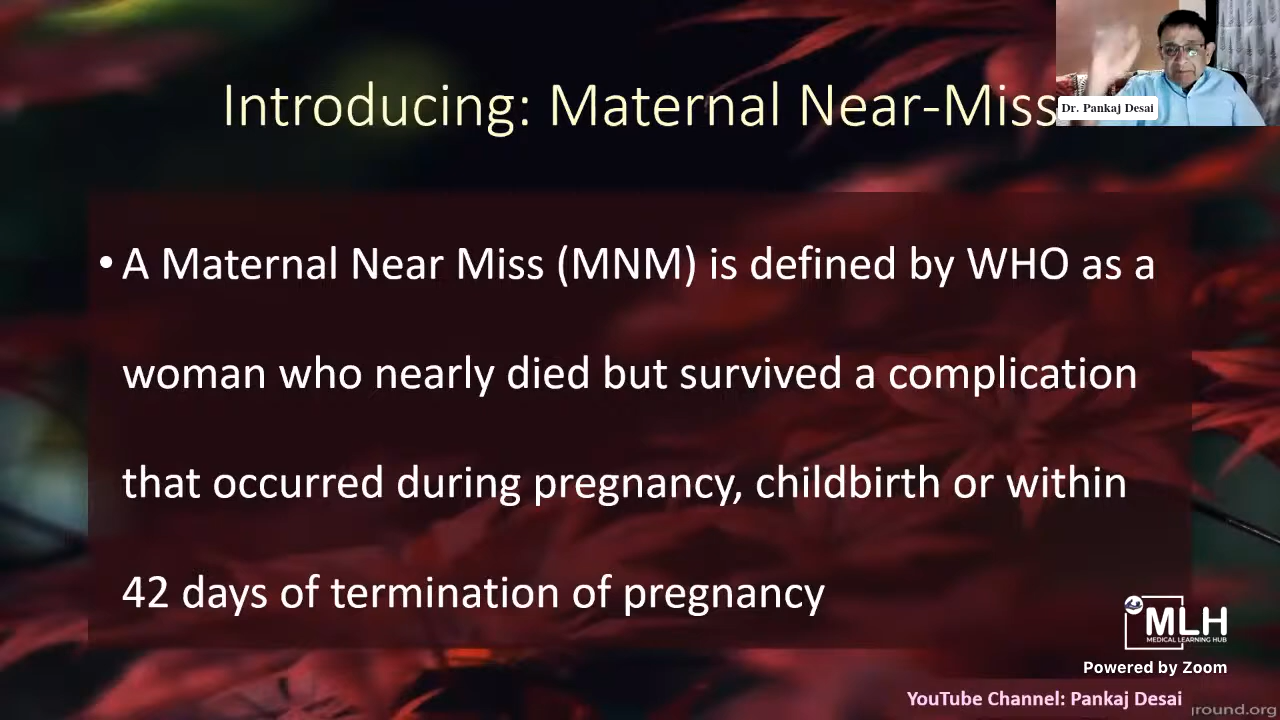 Introducing: Maternal Near-Miss
Dr. Pankaj Desai
• A Maternal Near Miss (MNM) is defined by WHO as a
woman who nearly died but survived a complication
that occurred during pregnancy, childbirth or within
42 days of termination of pregnancy
MLH
MEDICAL LEARNING HUB
Powered by Zoom
YouTube Channel: Pankaj Desai
round.org